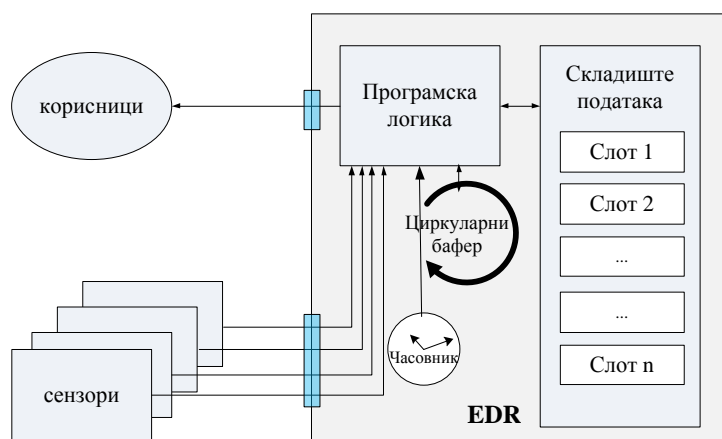 корисници
Програмска
логика
Складиште
података
Слот 1
Слот 2
...
...
Слот n
Циркуларни
бафер
Часовник
сензори
EDR